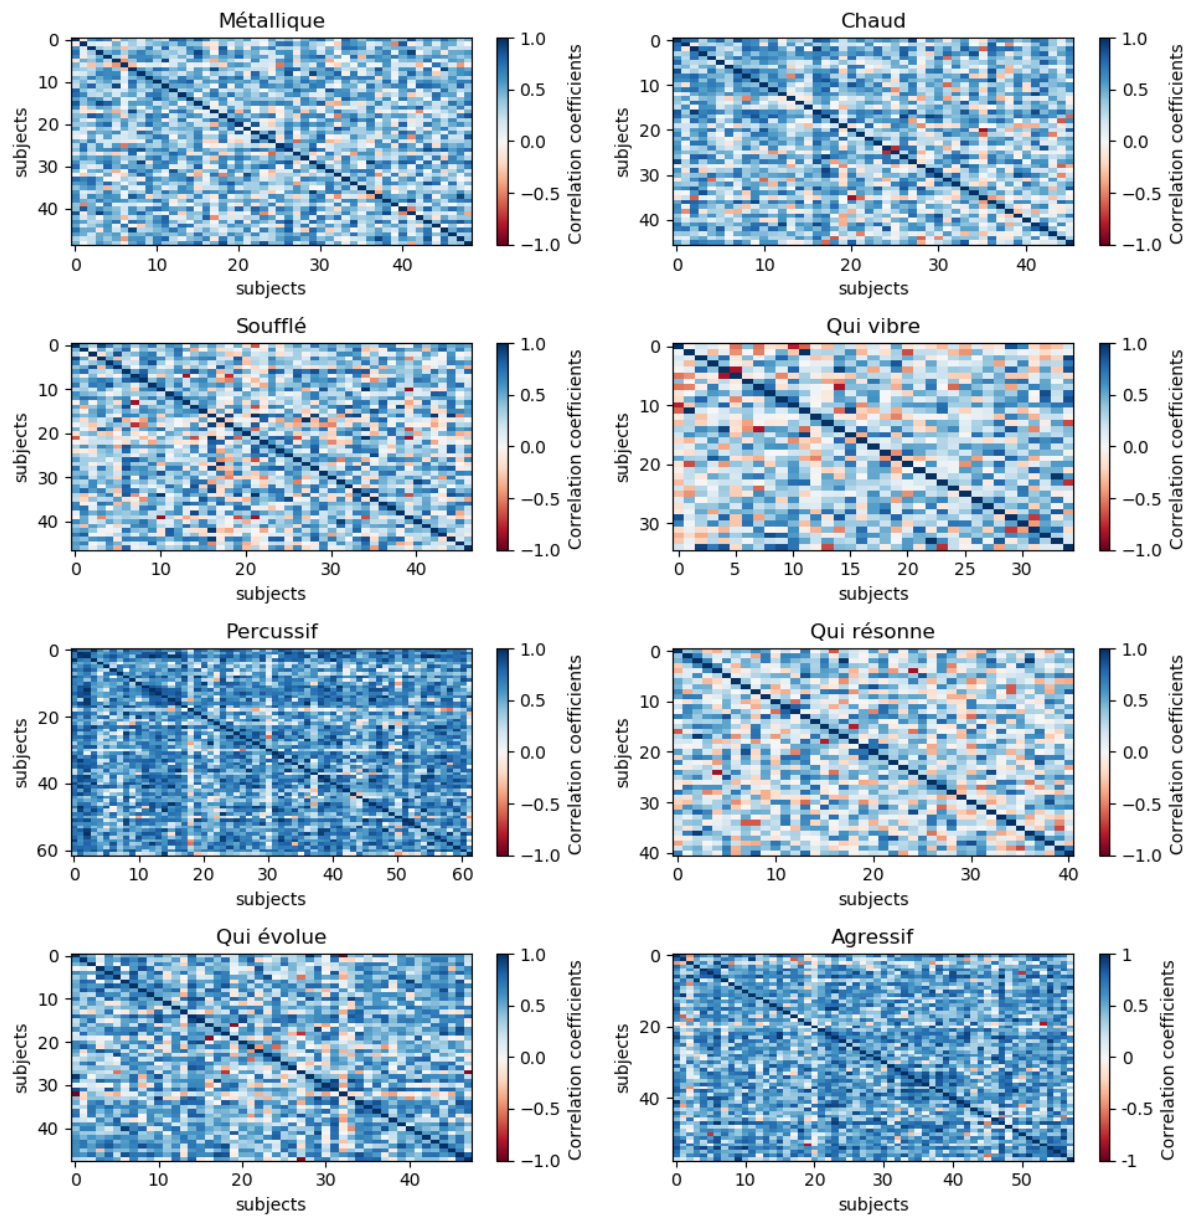 Métallique
0
10
20
30
40
subjects
0 10 20 30 40
subjects
1.0
0.5
0.0
−0.5
−1.0
Correlation coefficients
Chaud
0
10
20
30
40
subjects
0 10 20 30 40
subjects
1.0
0.5
0.0
−0.5
−1.0
Correlation coefficients
Soufflé
0
10
20
30
40
subjects
0 10 20 30 40
subjects
1.0
0.5
0.0
−0.5
−1.0
Correlation coefficients
Qui vibre
0
10
20
30
subjects
0 5 10 15 20 25 30
subjects
1.0
0.5
0.0
−0.5
−1.0
Correlation coefficients
Percussif
0
20
40
60
subjects
0 10 20 30 40 50 60
subjects
1.0
0.5
0.0
−0.5
−1.0
Correlation coefficients
Qui résonne
0
10
20
30
40
subjects
0 10 20 30 40
subjects
1.0
0.5
0.0
−0.5
−1.0
Correlation coefficients
Qui évolue
0
10
20
30
40
subjects
0 10 20 30 40
subjects
1.0
0.5
0.0
−0.5
−1.0
Correlation coefficients
Agressif
0
20
40
subjects
0 10 20 30 40 50
subjects
1
0.5
0
−0.5
-1
Correlation coefficients